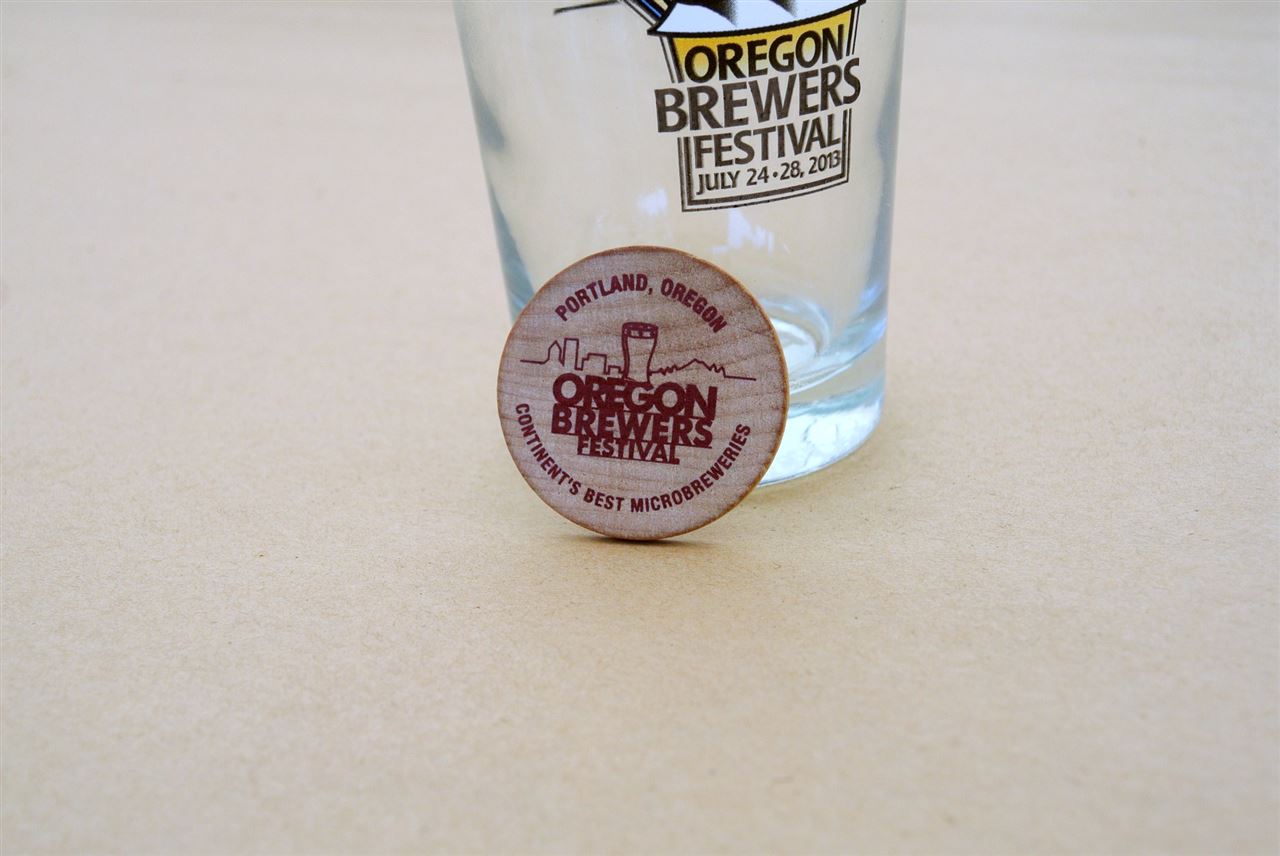 OREGON
BREWERS
FESTIVAL
JULY 24•28, 2013
PORTLAND, OREGON
OREGON
BREWERS
FESTIVAL
CONTINENT'S BEST MICROBREWERIES